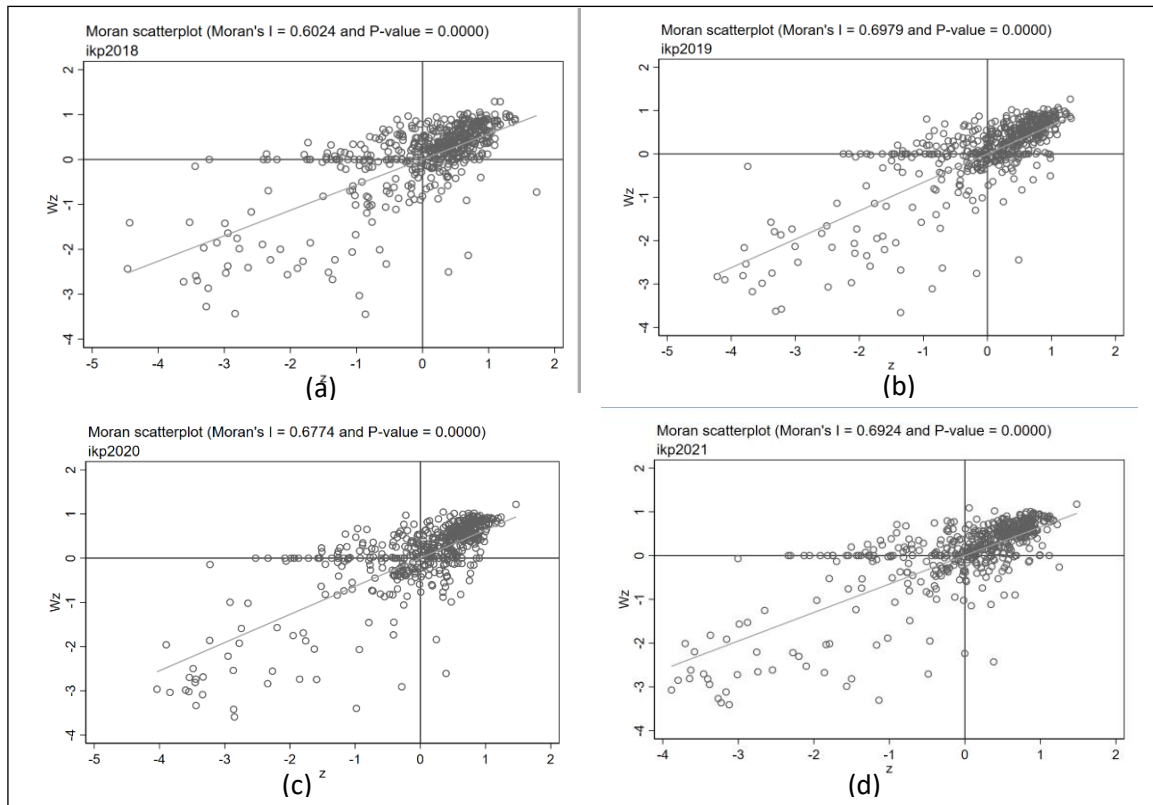 Moran scatterplot (Moran's I = 0.6024 and P-value = 0.0000)
ikp2018
2
1
0
-1
-2
-3
-4
Wz
-5 -4 -3 -2 -1 0 1 2
z
(a)
Moran scatterplot (Moran's I = 0.6979 and P-value = 0.0000)
ikp2019
2
1
0
-1
-2
-3
-4
Wz
-5 -4 -3 -2 -1 0 1 2
z
(b)
Moran scatterplot (Moran's I = 0.6774 and P-value = 0.0000)
ikp2020
2
1
0
-1
-2
-3
-4
Wz
-5 -4 -3 -2 -1 0 1 2
z
(c)
Moran scatterplot (Moran's I = 0.6924 and P-value = 0.0000)
ikp2021
2
1
0
-1
-2
-3
-4
Wz
-4 -3 -2 -1 0 1 2
z
(d)